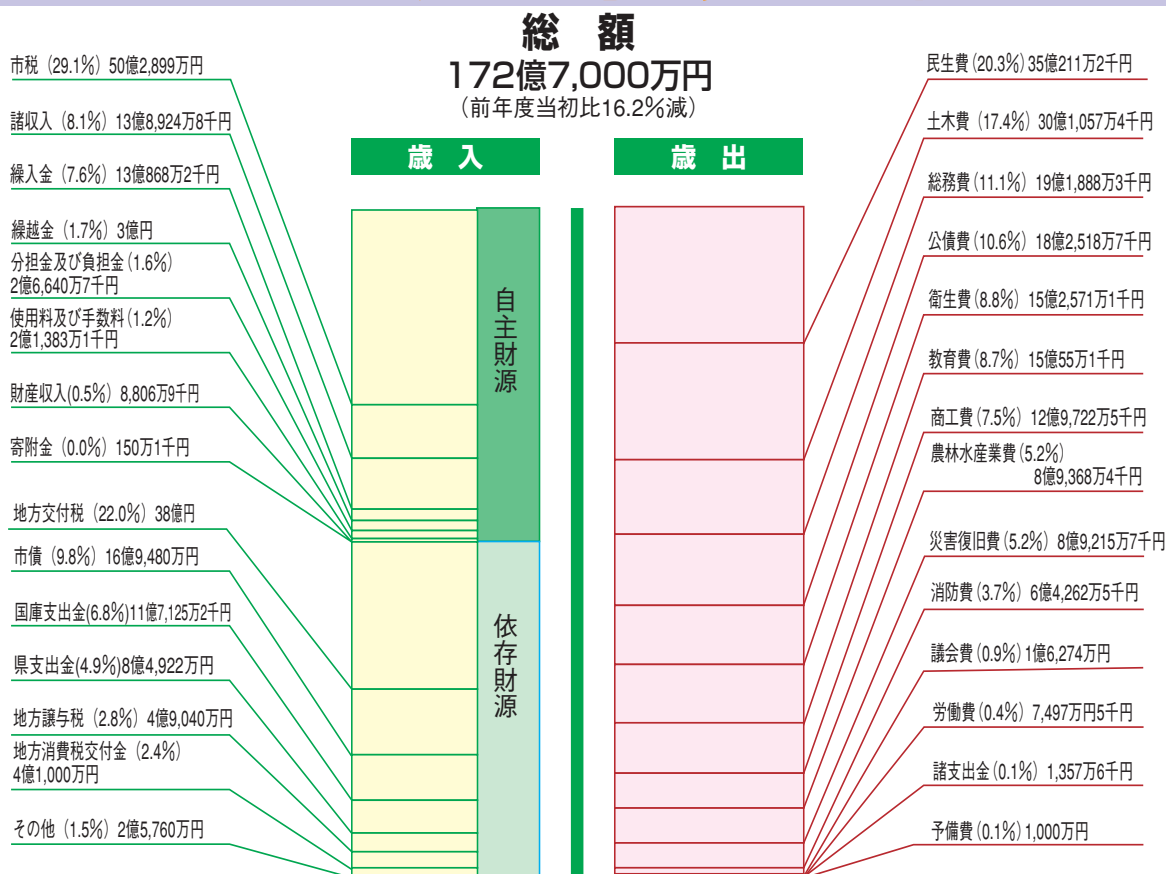 総 額
172億7,000万円
（前年度当初比16.2%減）
歳 入
市税（29.1%）50億2,899万円
諸収入（8.1%）13億8,924万8千円
繰入金（7.6%）13億868万2千円
繰越金（1.7%）3億円
分担金及び負担金（1.6%）
2億6,640万7千円
使用料及び手数料（1.2%）
2億1,383万1千円
財産収入(0.5%) 8,806万9千円
寄附金（0.0%）150万1千円
地方交付税（22.0%）38億円
市債（9.8%）16億9,480万円
国庫支出金(6.8%)11億7,125万2千円
県支出金(4.9%)8億4,922万円
地方譲与税（2.8%）4億9,040万円
地方消費税交付金（2.4%）
4億1,000万円
その他（1.5%）2億5,760万円
自主財源
依存財源
歳 出
民生費(20.3%)35億211万2千円
土木費（17.4%）30億1,057万4千円
総務費(11.1%) 19億1,888万3千円
公債費(10.6%) 18億2,518万7千円
衛生費(8.8%) 15億2,571万1千円
教育費(8.7%) 15億55万1千円
商工費(7.5%) 12億9,722万5千円
農林水産業費(5.2%)
8億9,368万4千円
災害復旧費(5.2%) 8億9,215万7千円
消防費(3.7%) 6億4,262万5千円
議会費(0.9%)1億6,274万円
労働費(0.4%) 7,497万円5千円
諸支出金(0.1%) 1,357万6千円
予備費(0.1%)1,000万円